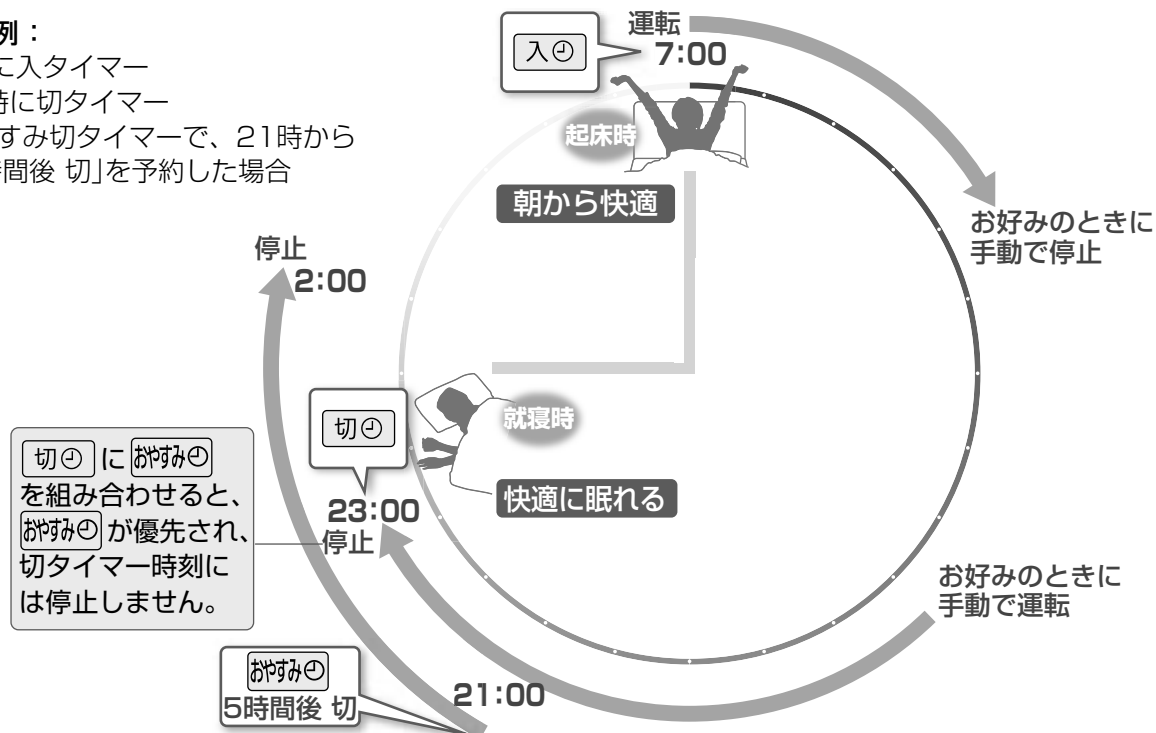 例：
に入タイマー
時に切タイマー
すみ切タイマーで、21時から
時間後 切」を予約した場合
入
運転
7:00
起床時
朝から快適
お好みのときに
手動で停止
停止
2:00
就寝時
切
快適に眠れる
23:00
停止
切 に おやすみ
を組み合わせると、
おやすみ が優先され、
切タイマー時刻に
は停止しません。
お好みのときに
手動で運転
おやすみ
5時間後 切
21:00